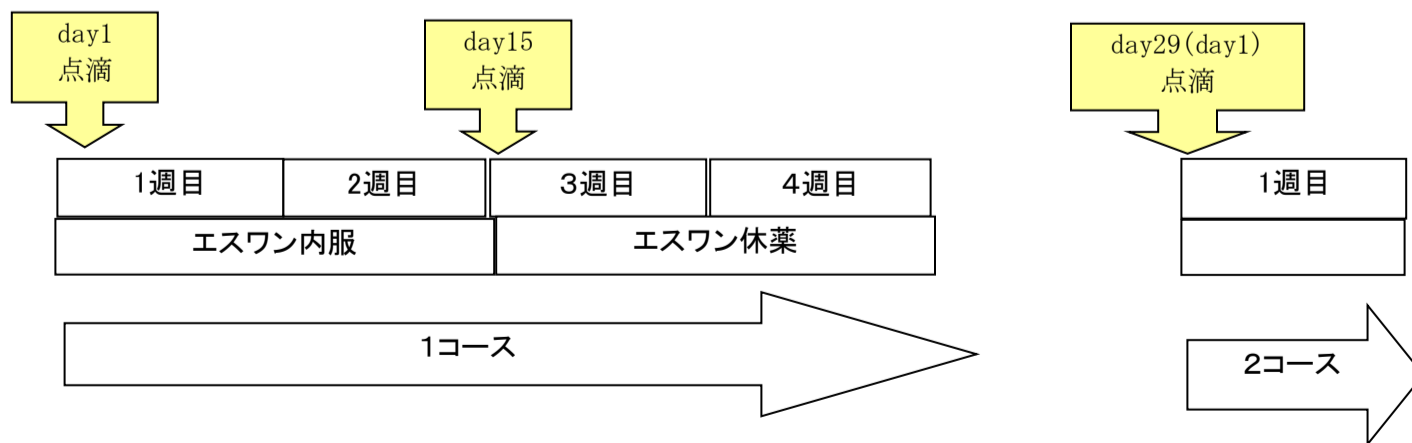 day1
点滴
day15
点滴
day29(day1)
点滴
1週目
2週目
３週目
４週目
1週目
エスワン内服
エスワン休薬
１コース
２コース